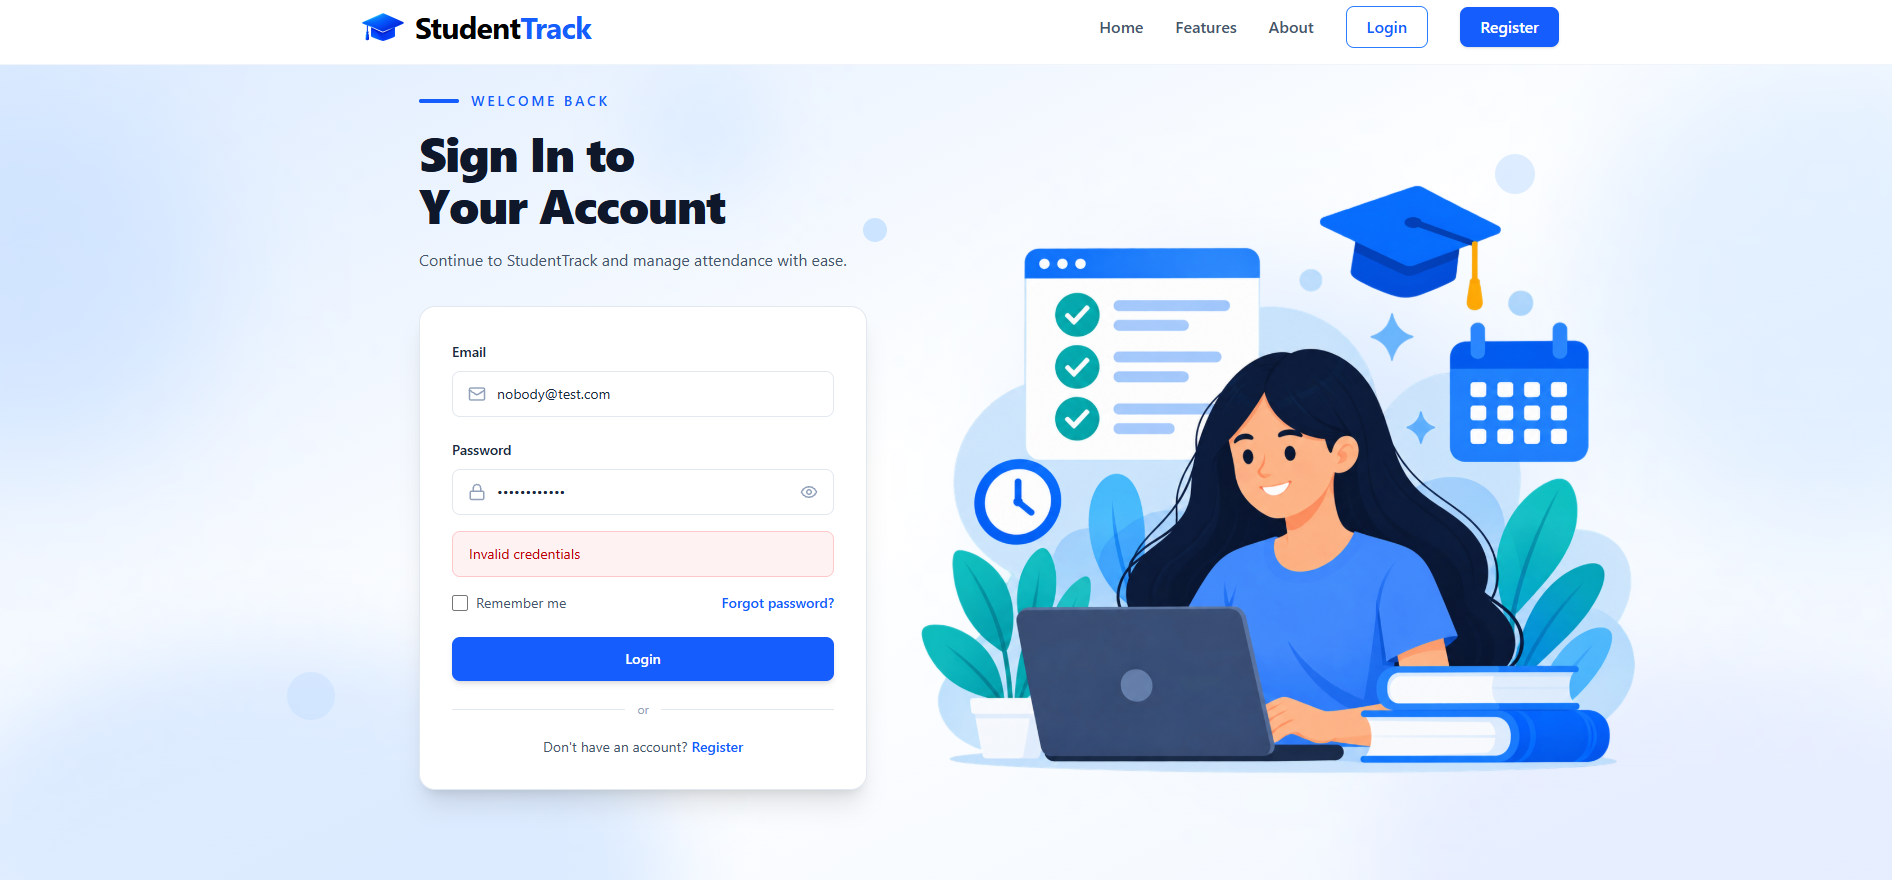 StudentTrack
Home Features About Login Register
WELCOME BACK
Sign In to
Your Account
Continue to StudentTrack and manage attendance with ease.
Email
nobody@test.com
Password
••••••••••••
Invalid credentials
Remember me Forgot password?
Login
or
Don't have an account? Register